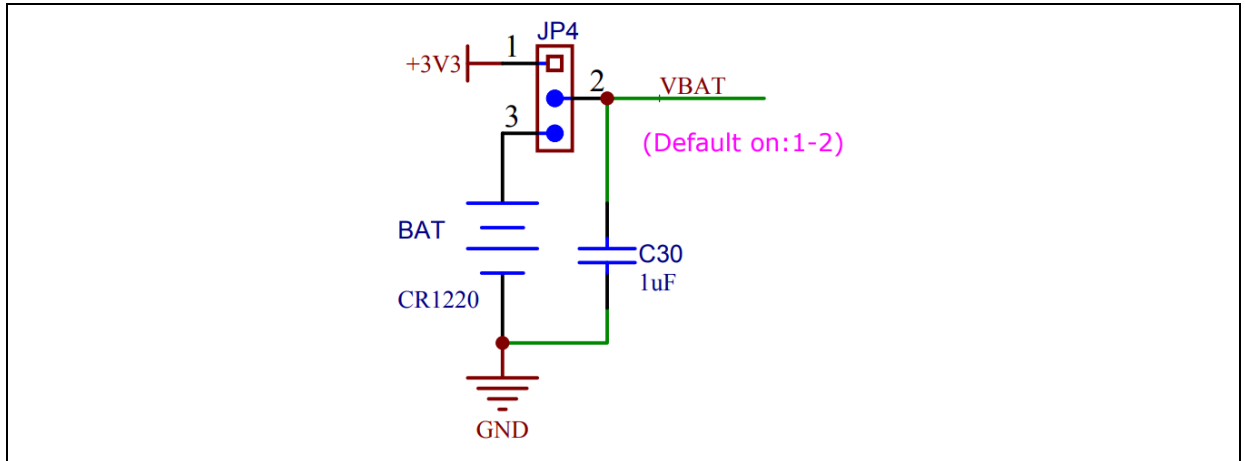 JP4
1
+3V3
2
VBAT
3
(Default on:1-2)
BAT
C30
1uF
CR1220
GND